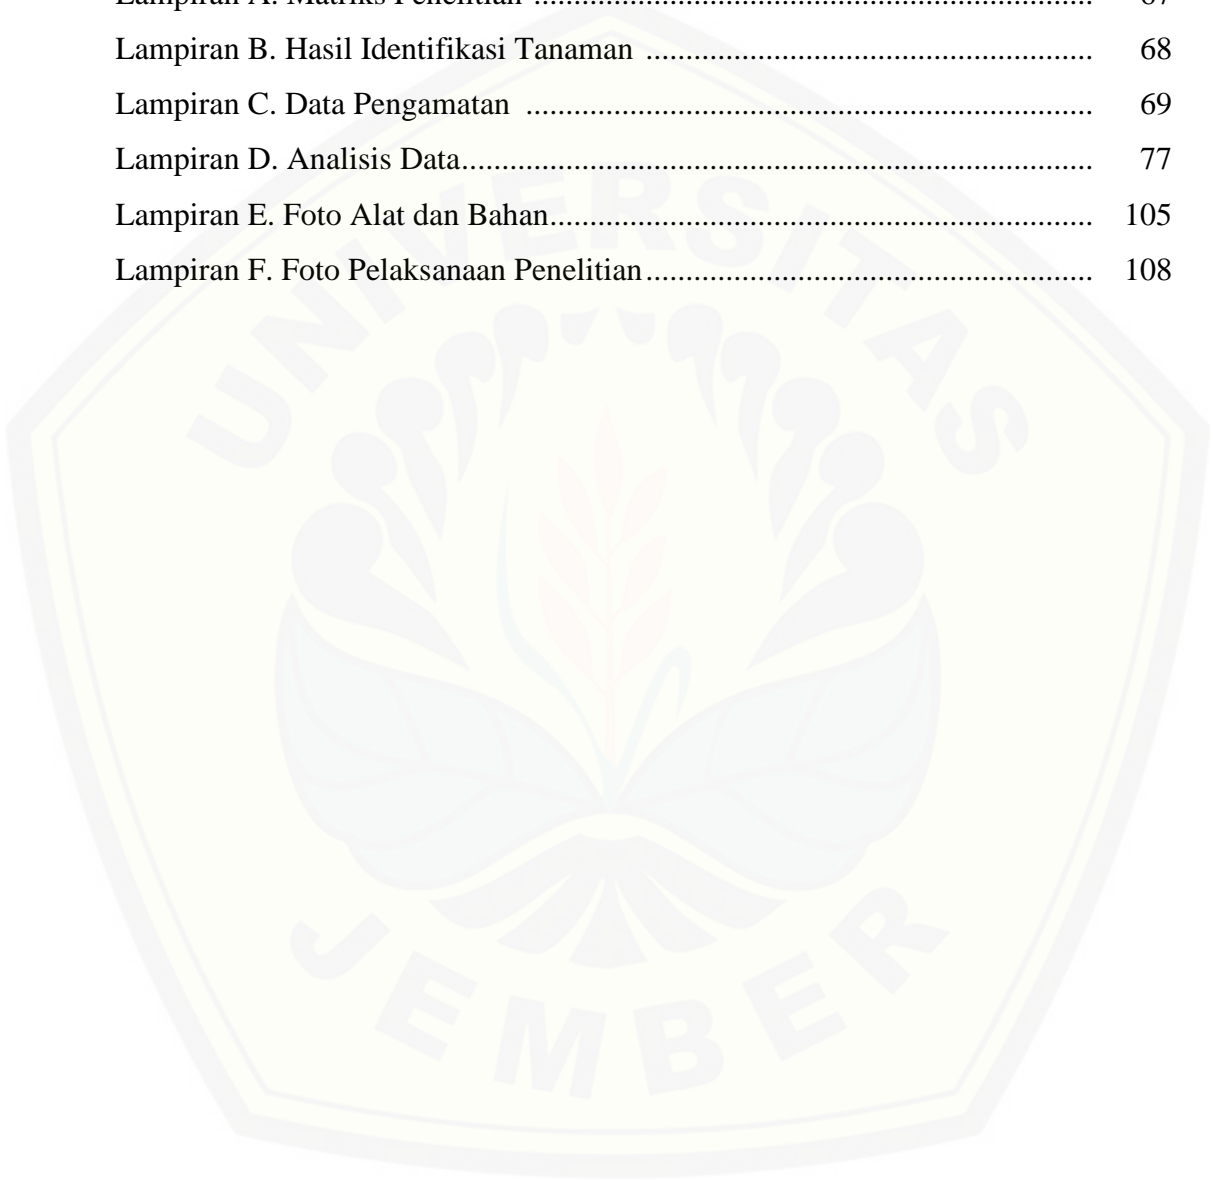 Lampiran A. Matriks Penelitian ........................................................................ 67
Lampiran B. Hasil Identifikasi Tanaman ......................................................... 68
Lampiran C. Data Pengamatan ........................................................................ 69
Lampiran D. Analisis Data................................................................................ 77
Lampiran E. Foto Alat dan Bahan..................................................................... 105
Lampiran F. Foto Pelaksanaan Penelitian......................................................... 108
UNIVERSITAS
JEMBER